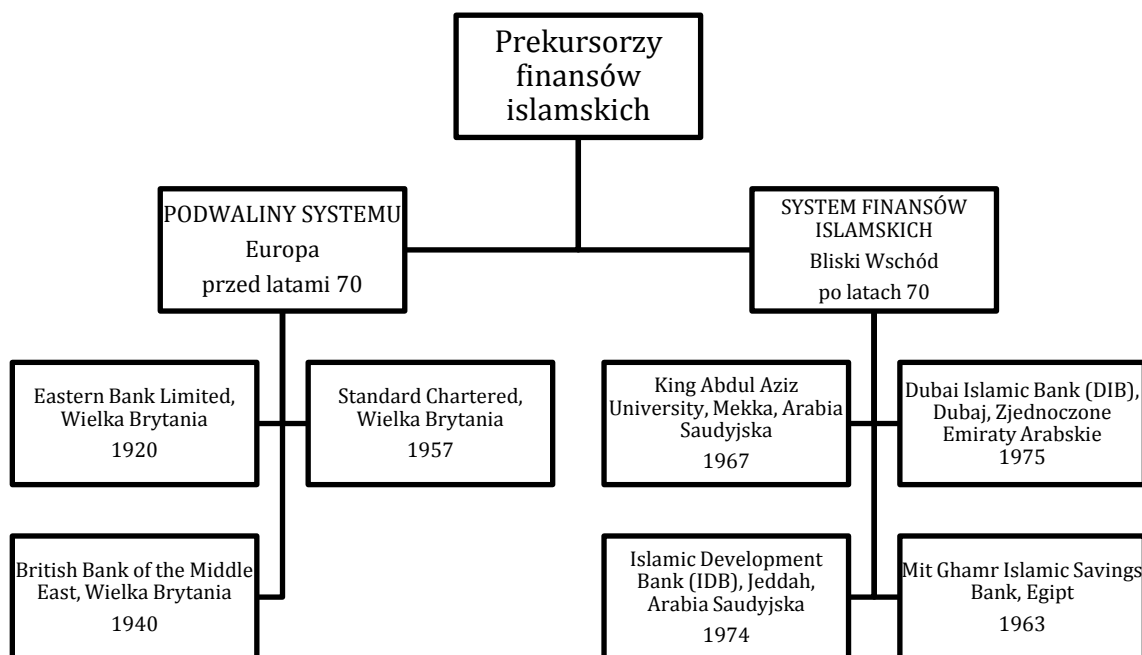 Prekursorzy
finansów
islamskich
PODWALINY SYSTEMU
Europa
przed latami 70
SYSTEM FINANSÓW
ISLAMSKICH
Bliski Wschód
po latach 70
Eastern Bank Limited,
Wielka Brytania
1920
Standard Chartered,
Wielka Brytania
1957
King Abdul Aziz
University, Mekka, Arabia
Saudyjska
1967
Dubai Islamic Bank (DIB),
Dubaj, Zjednoczone
Emiraty Arabskie
1975
British Bank of the Middle
East, Wielka Brytania
1940
Islamic Development
Bank (IDB), Jeddah,
Arabia Saudyjska
1974
Mit Ghamr Islamic Savings
Bank, Egipt
1963